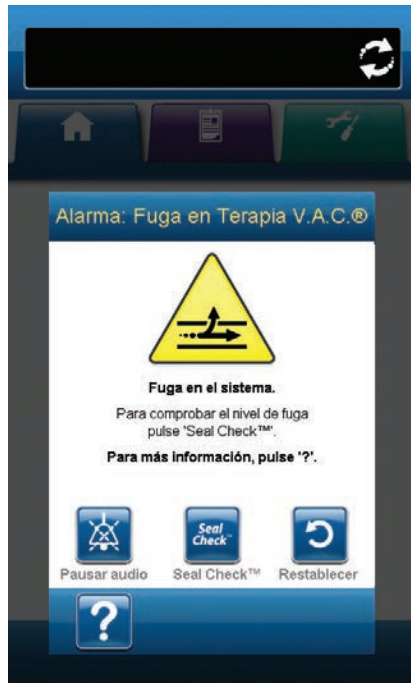 Alarma: Fuga en Terapia V.A.C.®
Fuga en el sistema.
Para comprobar el nivel de fuga
pulse 'Seal Check™'.
Para más información, pulse '?'.
Seal
Check™
Pausar audio Seal Check™ Restablecer
?